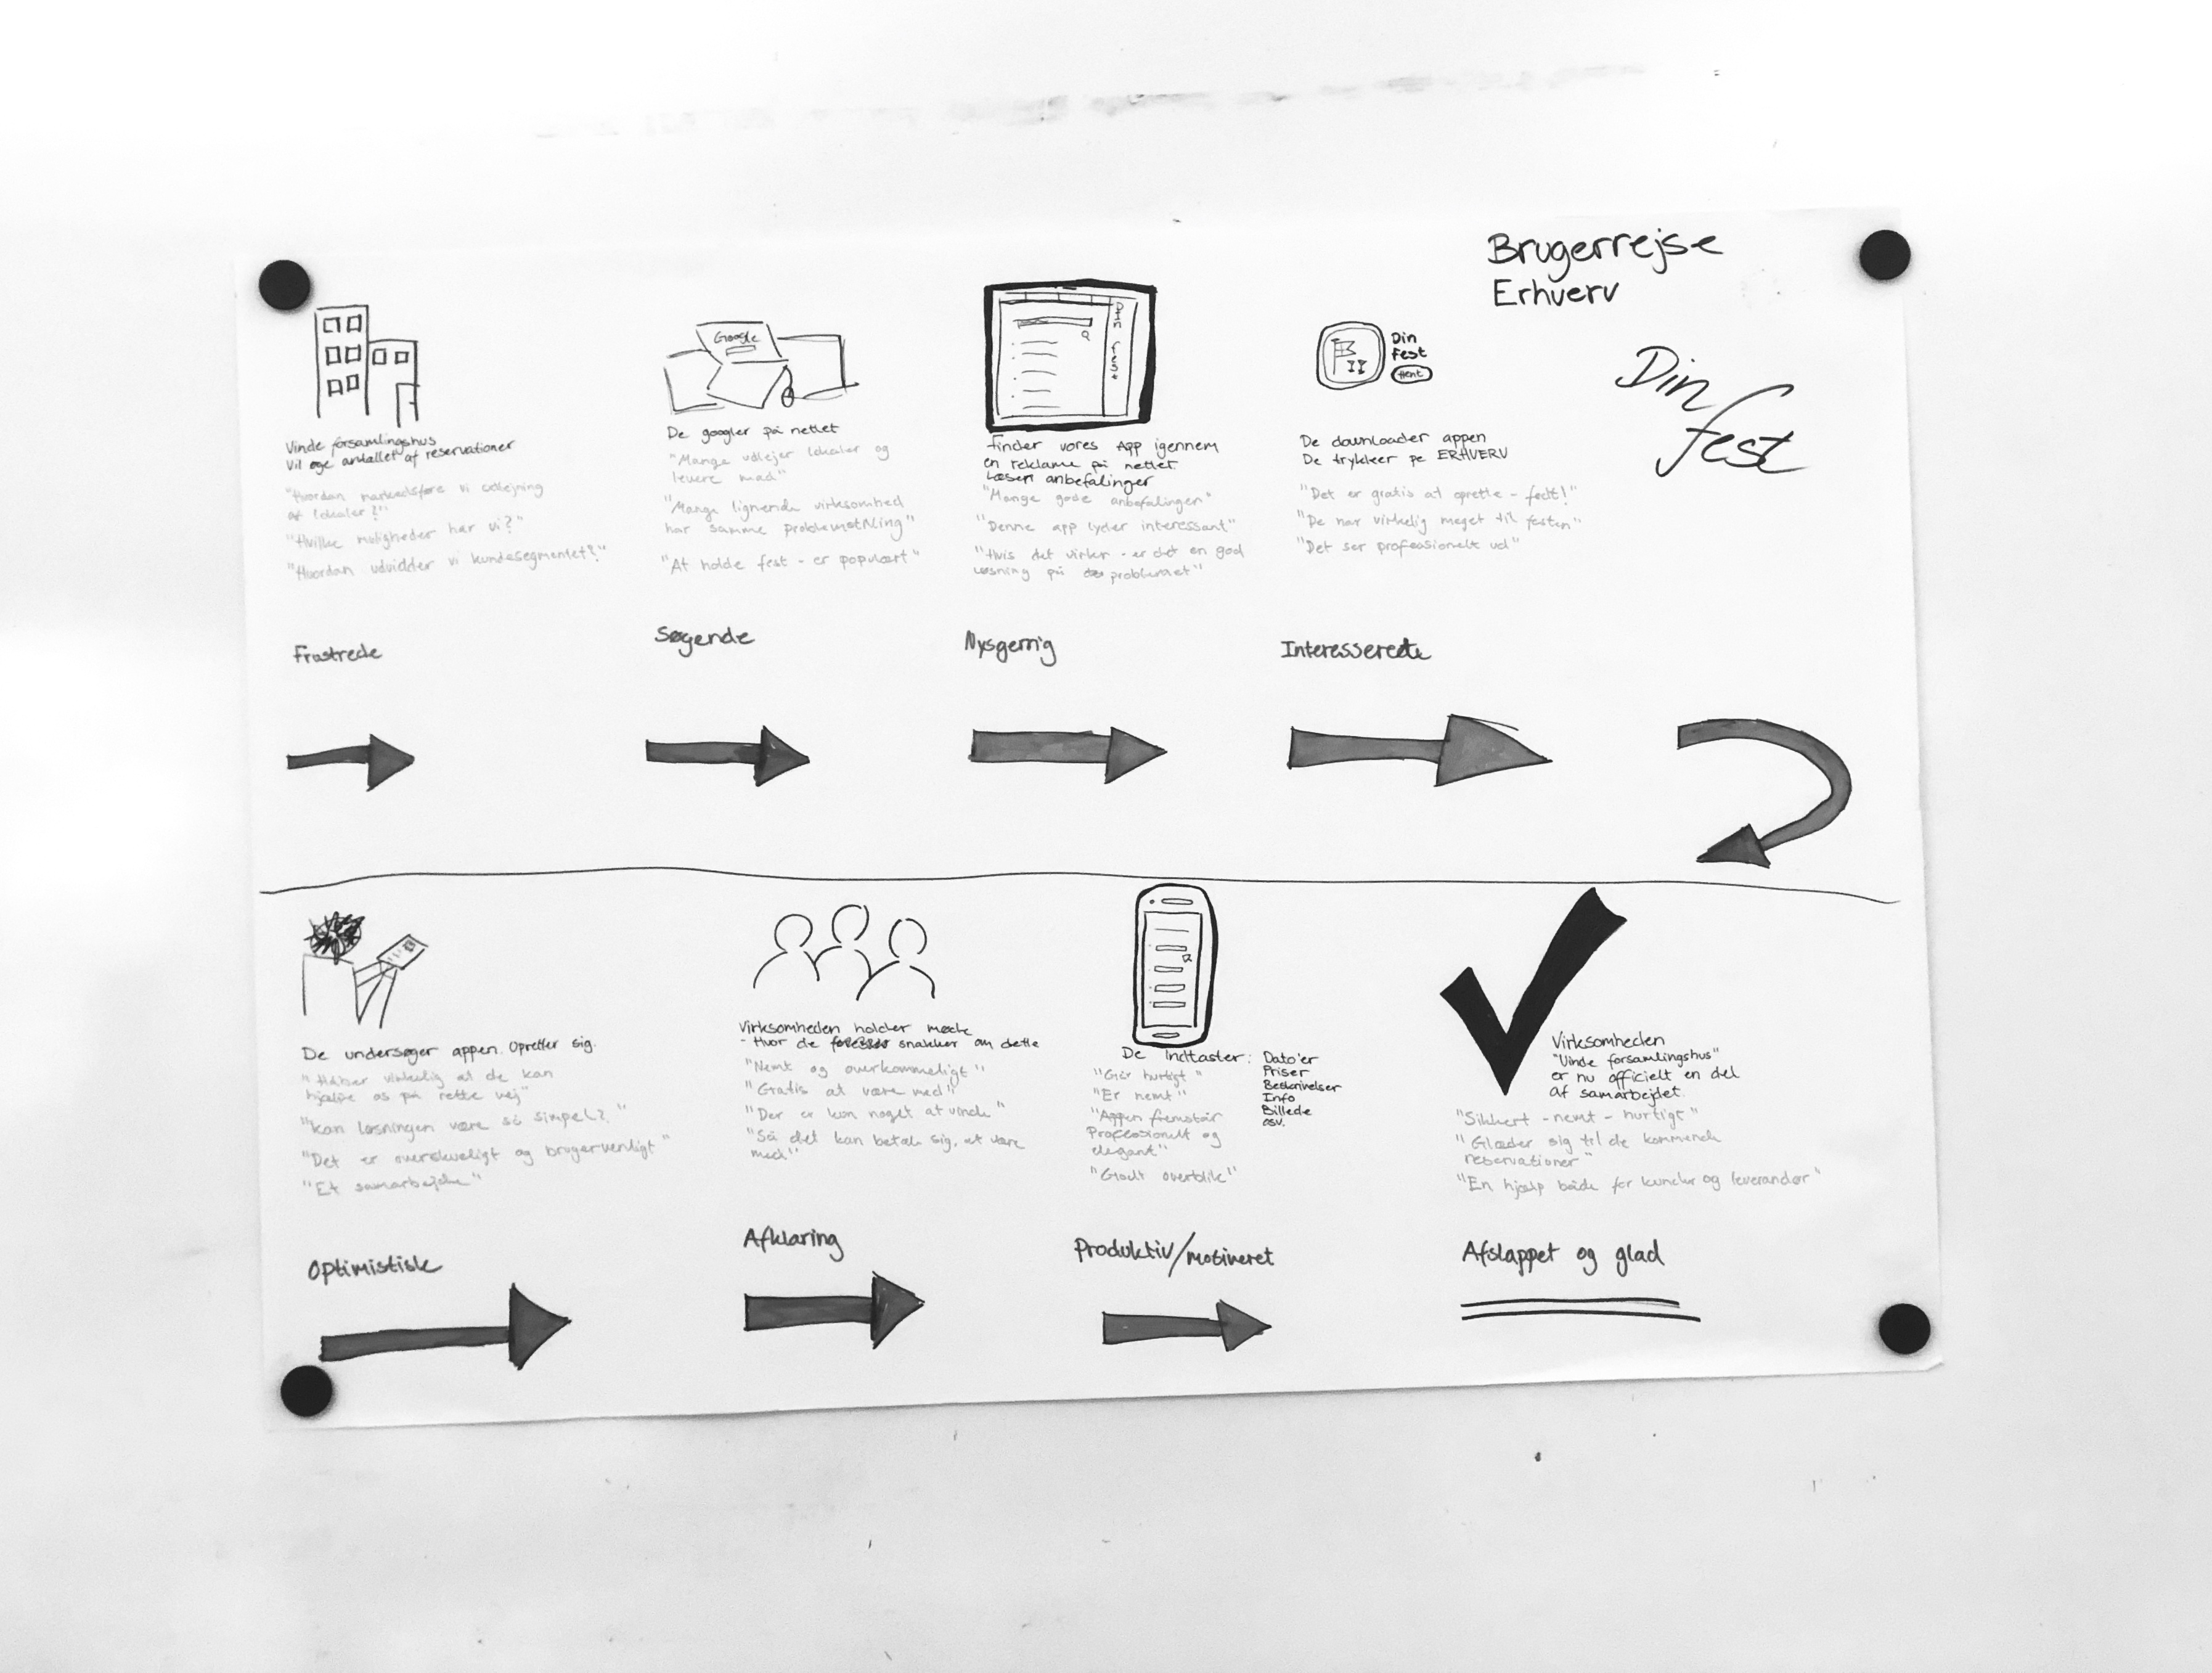 Brugerrejse
Erhverv
Din
fest
Vinde forsamlingshus
Vil øge antallet af reservationer
"Hvordan markedsføre vi udlejning
af lokaler?"
"Hvilke muligheder har vi?"
"Hvordan udvidder vi kundesegmentet?"
Frustrede
Google
De googler på nettet
"Mange udlejer lokaler og
levere mad"
"Mange lignende virksomhed
har samme problemstilling"
"At holde fest - er populært"
Søgende
Din fest
Finder vores App igennem
en reklame på nettet
Læser anbefalinger
"Mange gode anbefalinger"
"Denne app lyder interessant"
"Hvis det virker - er det en god
løsning på problemet"
Nysgerrig
Din
Fest
Hent
De downloader appen
De trykker på ERHVERV
"Det er gratis at oprette - fedt!"
"De har virkelig meget til festen"
"Det ser professionelt ud"
Interesserede
De undersøger appen. Opretter sig.
"Håber virkelig at de kan
hjælpe os på rette vej"
"Kan løsningen være så simpel?"
"Det er overskueligt og brugervenligt"
"Et samarbejde"
Optimistisk
Virksomheden holder møde
- Hvor de snakker om dette
"Nemt og overkommeligt"
"Gratis at være med"
"Der er kun noget at vinde"
"Så det kan betale sig, at være
med"
Afklaring
De indtaster: Dato'er
Priser
Beskrivelser
Info
Billede
osv.
"Går hurtigt"
"Er nemt"
"Appen fremstår
Professionelt og
elegant"
"Godt overblik"
Produktiv/motiveret
Virksomheden
"Vinde forsamlingshus"
er nu officielt en del
af samarbejdet.
"Sikkert - nemt - hurtigt"
"Glæder sig til de kommende
reservationer"
"En hjælp både for kunder og leverandør"
Afslappet og glad